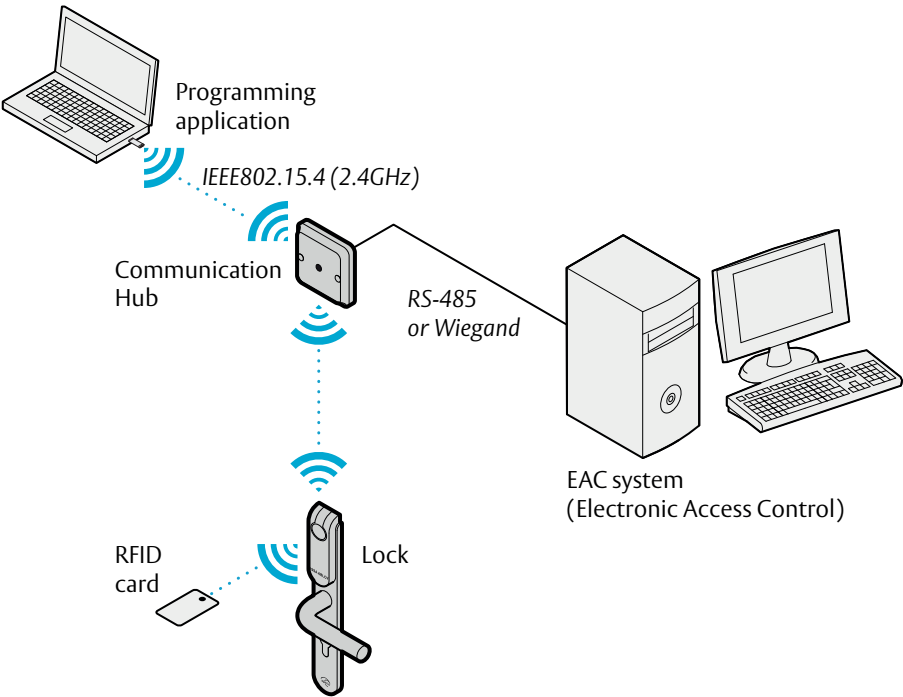 Programming
application
IEEE802.15.4 (2.4GHz)
Communication
Hub
RS-485
or Wiegand
EAC system
(Electronic Access Control)
RFID
card
Lock